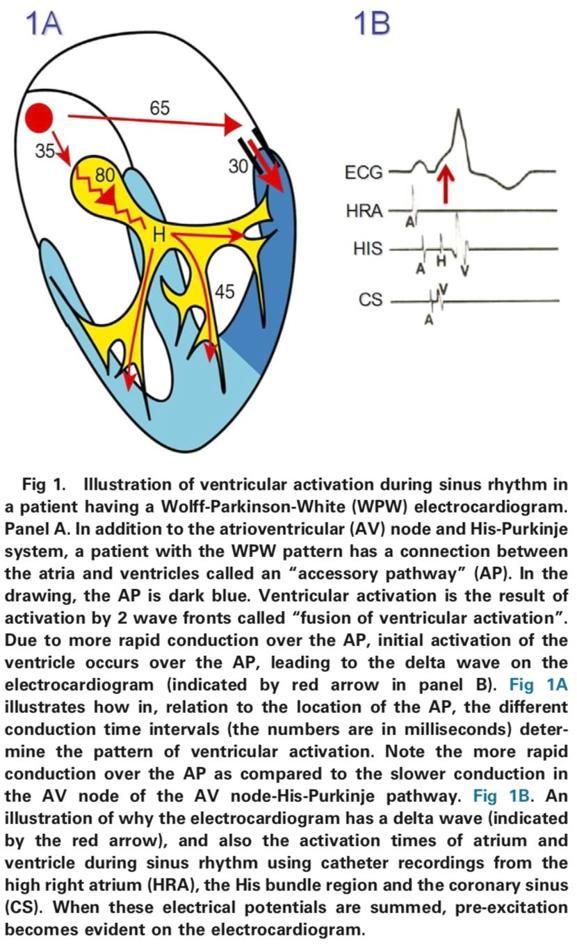 1A
1B
65
35
80
30
H
45
ECG
HRA
A
HIS
A
H
V
CS
V
A
Fig 1. Illustration of ventricular activation during sinus rhythm in
a patient having a Wolff-Parkinson-White (WPW) electrocardiogram.
Panel A. In addition to the atrioventricular (AV) node and His-Purkinje
system, a patient with the WPW pattern has a connection between
the atria and ventricles called an “accessory pathway” (AP). In the
drawing, the AP is dark blue. Ventricular activation is the result of
activation by 2 wave fronts called “fusion of ventricular activation”.
Due to more rapid conduction over the AP, initial activation of the
ventricle occurs over the AP, leading to the delta wave on the
electrocardiogram (indicated by red arrow in panel B). Fig 1A
illustrates how in, relation to the location of the AP, the different
conduction time intervals (the numbers are in milliseconds) deter-
mine the pattern of ventricular activation. Note the more rapid
conduction over the AP as compared to the slower conduction in
the AV node of the AV node-His-Purkinje pathway. Fig 1B. An
illustration of why the electrocardiogram has a delta wave (indicated
by the red arrow), and also the activation times of atrium and
ventricle during sinus rhythm using catheter recordings from the
high right atrium (HRA), the His bundle region and the coronary sinus
(CS). When these electrical potentials are summed, pre-excitation
becomes evident on the electrocardiogram.